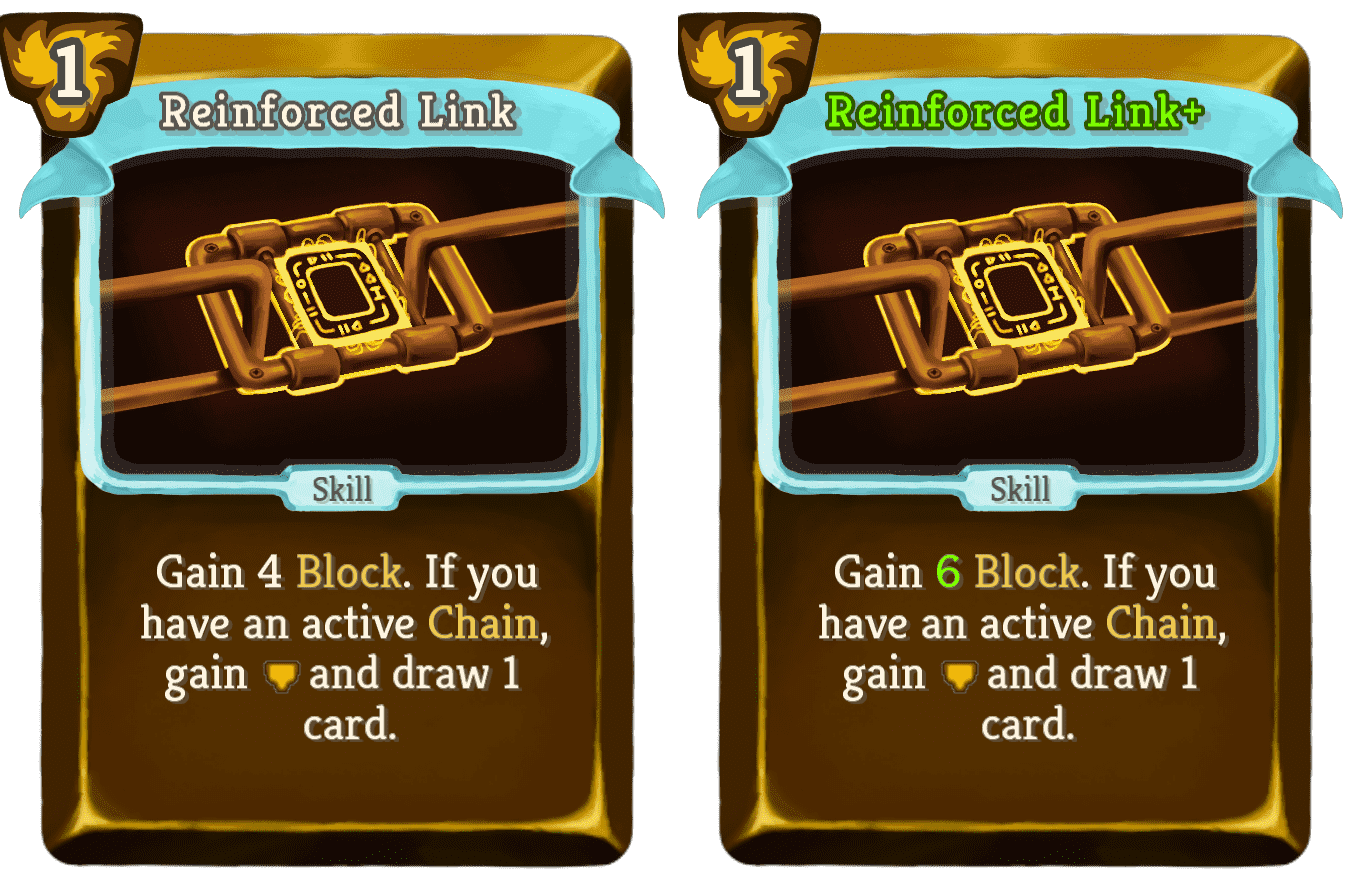 1
Reinforced Link
Skill
Gain 4 Block. If you
have an active Chain,
gain and draw 1
card.
1
Reinforced Link+
Skill
Gain 6 Block. If you
have an active Chain,
gain and draw 1
card.